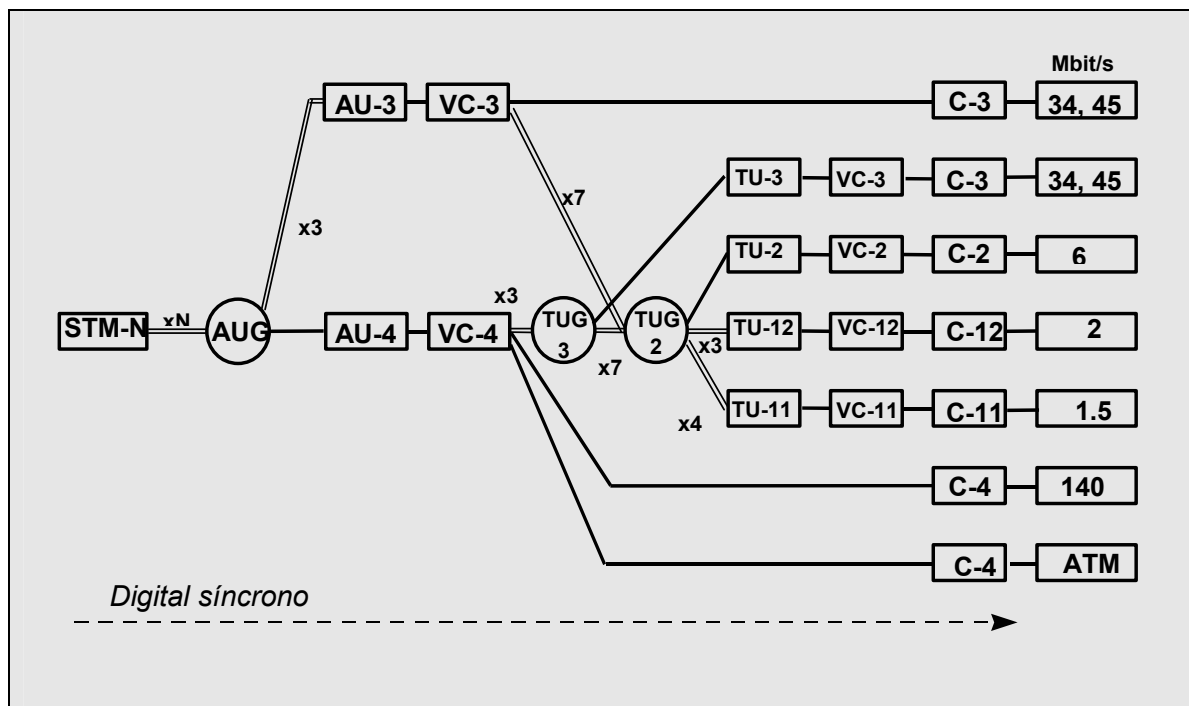 Mbit/s
AU-3 VC-3 C-3 34, 45
TU-3 VC-3 C-3 34, 45
x7
x3
TU-2 VC-2 C-2 6
x3
STM-N xN AUG AU-4 VC-4 TUG 3 TUG 2 x3 TU-12 VC-12 C-12 2
x7
TU-11 VC-11 C-11 1.5
x4
C-4 140
C-4 ATM
Digital síncrono